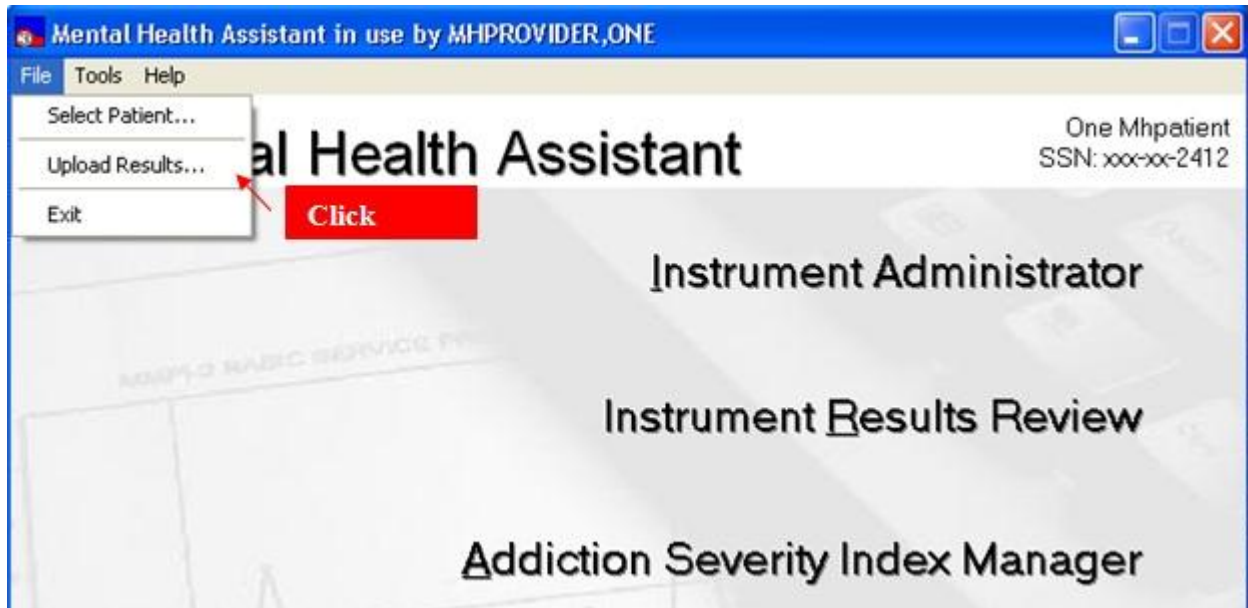 Mental Health Assistant in use by MHPROVIDER,ONE
File Tools Help
Select Patient...
Upload Results...
Exit
al Health Assistant
One Mhpatient
SSN: xxx-xx-2412
Click
Instrument Administrator
Instrument Results Review
Addiction Severity Index Manager